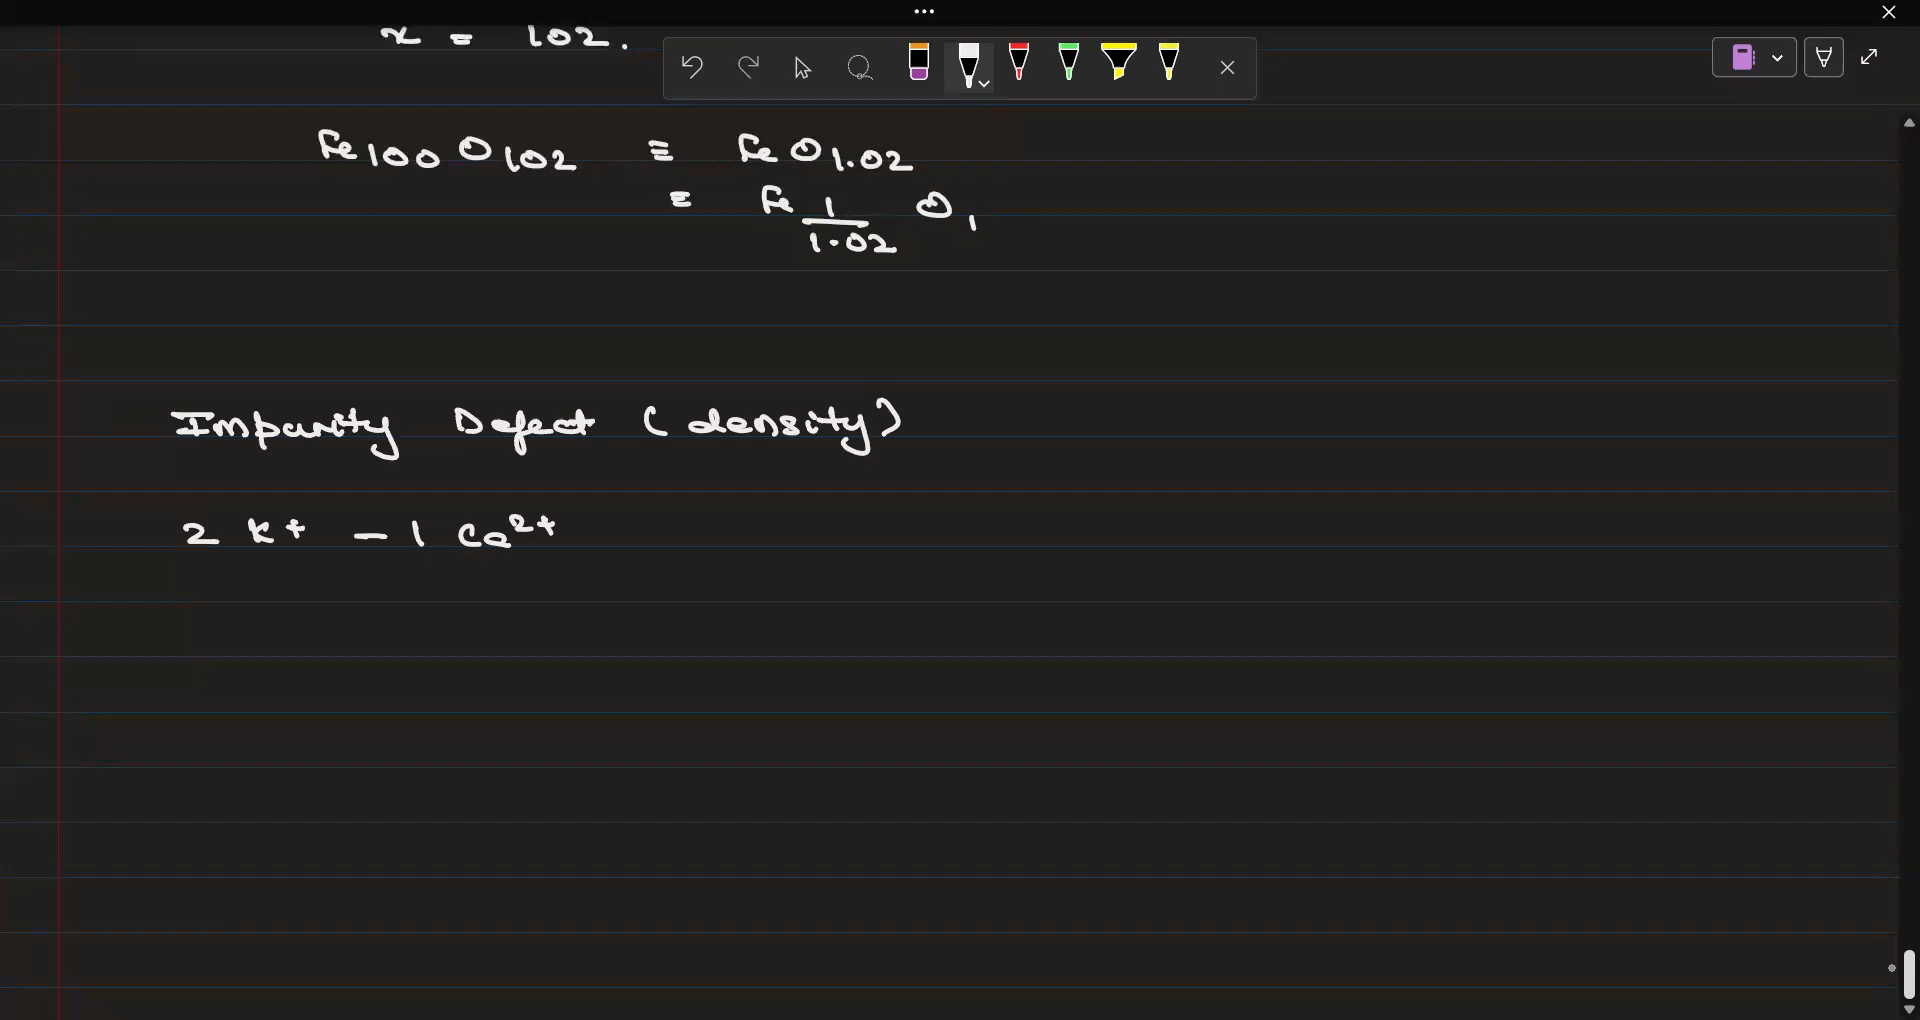 x = 102.
Fe100 O102 ≡ Fe O1.02
≡ Fe 1/1.02 O1
Impurity Defect (density)
2 K+ – 1 Ca2+